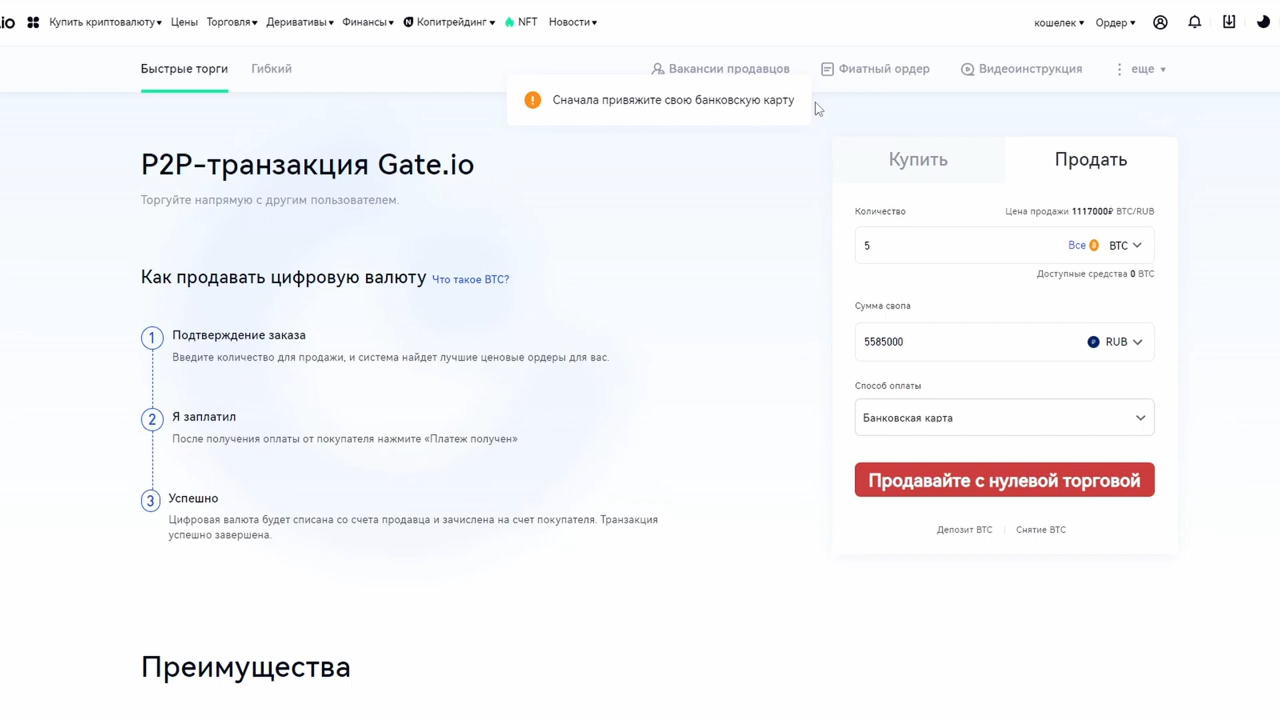 .io Купить криптовалюту Цены Торговля Деривативы Финансы Копитрейдинг NFT Новости кошелек Ордер
Быстрые торги Гибкий Вакансии продавцов Фиатный ордер Видеоинструкция еще
Сначала привяжите свою банковскую карту
P2P-транзакция Gate.io
Торгуйте напрямую с другим пользователем.
Как продавать цифровую валюту Что такое BTC?
1 Подтверждение заказа
Введите количество для продажи, и система найдет лучшие ценовые ордеры для вас.
2 Я заплатил
После получения оплаты от покупателя нажмите «Платеж получен»
3 Успешно
Цифровая валюта будет списана со счета продавца и зачислена на счет покупателя. Транзакция
успешно завершена.
Купить Продать
Количество Цена продажи 1117000₽ BTC/RUB
5 Все BTC
Доступные средства 0 BTC
Сумма свопа
5585000 RUB
Способ оплаты
Банковская карта
Продавайте с нулевой торговой
Депозит BTC Снятие BTC
Преимущества